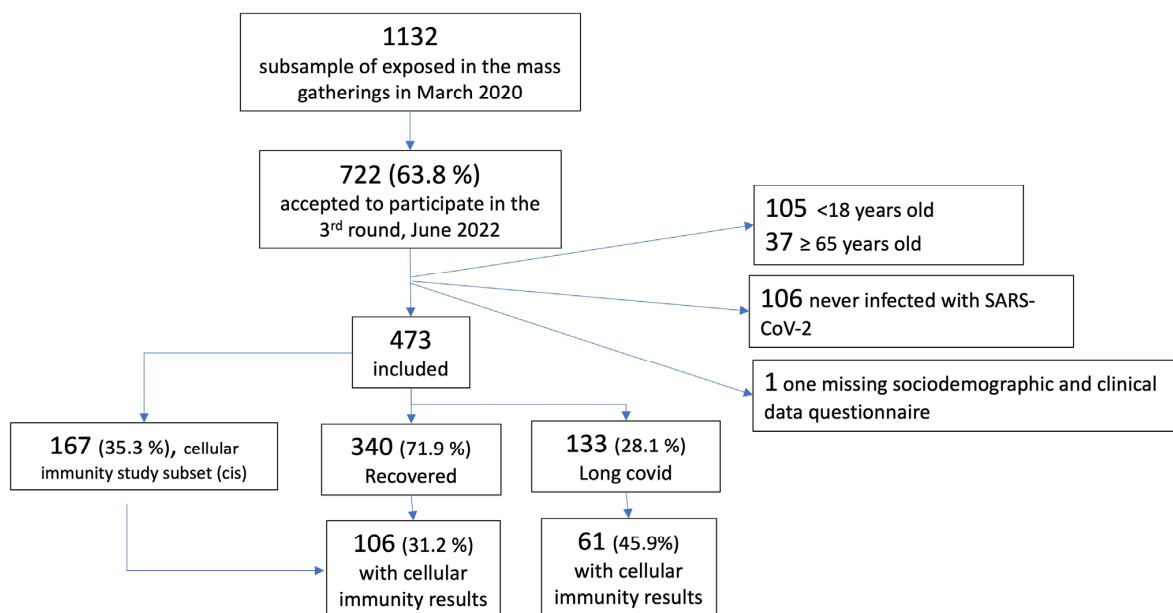 1132
subsample of exposed in the mass
gatherings in March 2020
722 (63.8 %)
accepted to participate in the
3rd round, June 2022
105 <18 years old
37 ≥ 65 years old
106 never infected with SARS-
CoV-2
1 one missing sociodemographic and clinical
data questionnaire
473
included
167 (35.3 %), cellular
immunity study subset (cis)
340 (71.9 %)
Recovered
133 (28.1 %)
Long covid
106 (31.2 %)
with cellular
immunity results
61 (45.9%)
with cellular
immunity results